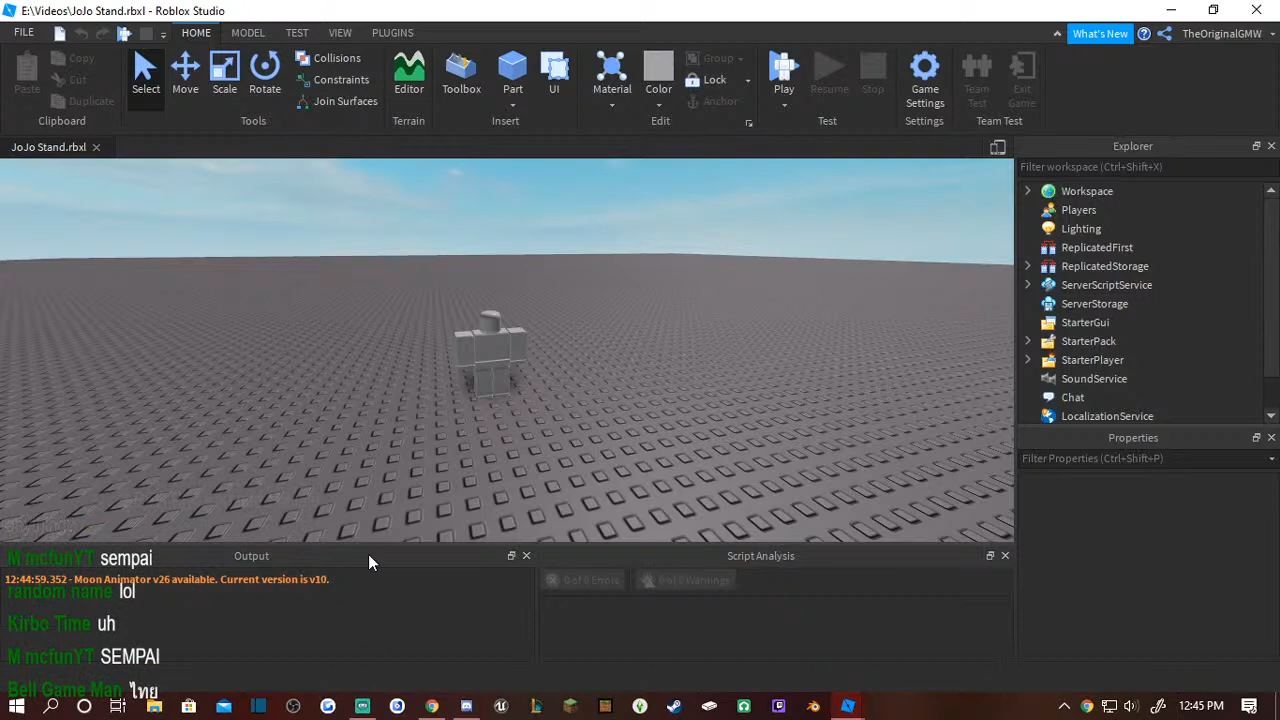 E:\Videos\JoJo Stand.rbxl - Roblox Studio
FILE
HOME
MODEL
TEST
VIEW
PLUGINS
What's New
TheOriginalGMW
Paste
Copy
Cut
Duplicate
Clipboard
Select
Move
Scale
Rotate
Collisions
Constraints
Join Surfaces
Tools
Editor
Terrain
Toolbox
Part
UI
Insert
Material
Color
Group
Lock
Anchor
Edit
Play
Resume
Stop
Test
Game Settings
Settings
Team Test
Exit Game
Team Test
JoJo Stand.rbxl
Explorer
Filter workspace (Ctrl+Shift+X)
Workspace
Players
Lighting
ReplicatedFirst
ReplicatedStorage
ServerScriptService
ServerStorage
StarterGui
StarterPack
StarterPlayer
SoundService
Chat
LocalizationService
Properties
Filter Properties (Ctrl+Shift+P)
Output
Script Analysis
12:44:59.352 - Moon Animator v26 available. Current version is v10.
0 of 0 Errors
0 of 0 Warnings
M mcfunYT sempai
random name lol
Kirbo Time uh
M mcfunYT SEMPAI
Bell Game Man ไทย
12:45 PM